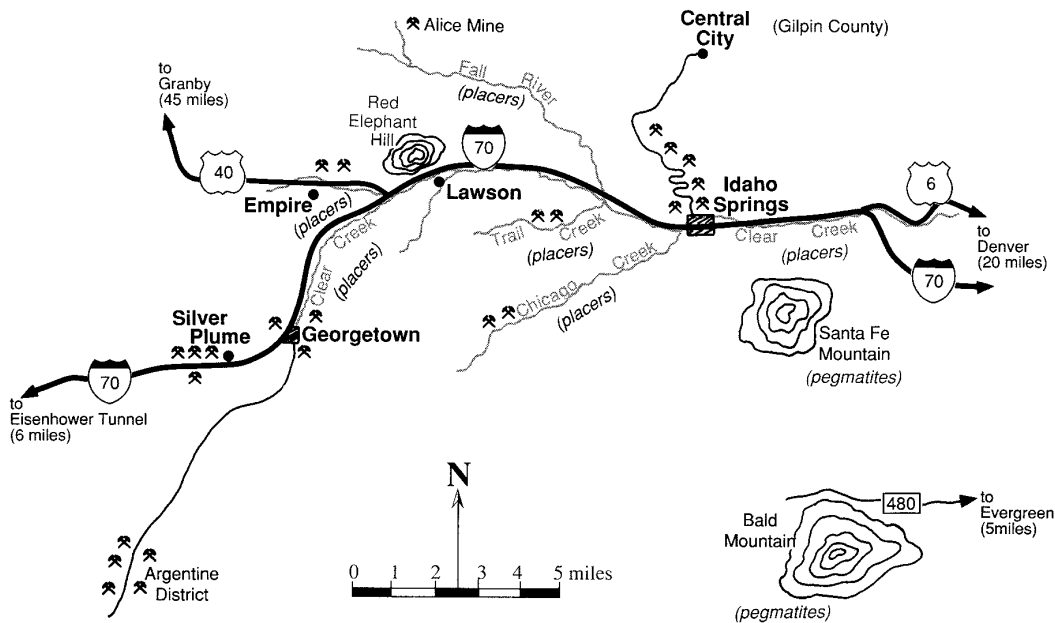 Alice Mine
Central
City
(Gilpin County)
to
Granby
(45 miles)
Fall River
(placers)
Red
Elephant
Hill
70
40
Empire
(placers)
Lawson
Idaho
Springs
6
to
Denver
(20 miles)
70
Trail Creek
(placers)
Clear Creek
(placers)
Clear Creek
(placers)
Chicago Creek
(placers)
Silver
Plume
Georgetown
Santa Fe
Mountain
(pegmatites)
70
to
Eisenhower Tunnel
(6 miles)
N
0 1 2 3 4 5 miles
Argentine
District
480
to
Evergreen
(5miles)
Bald
Mountain
(pegmatites)